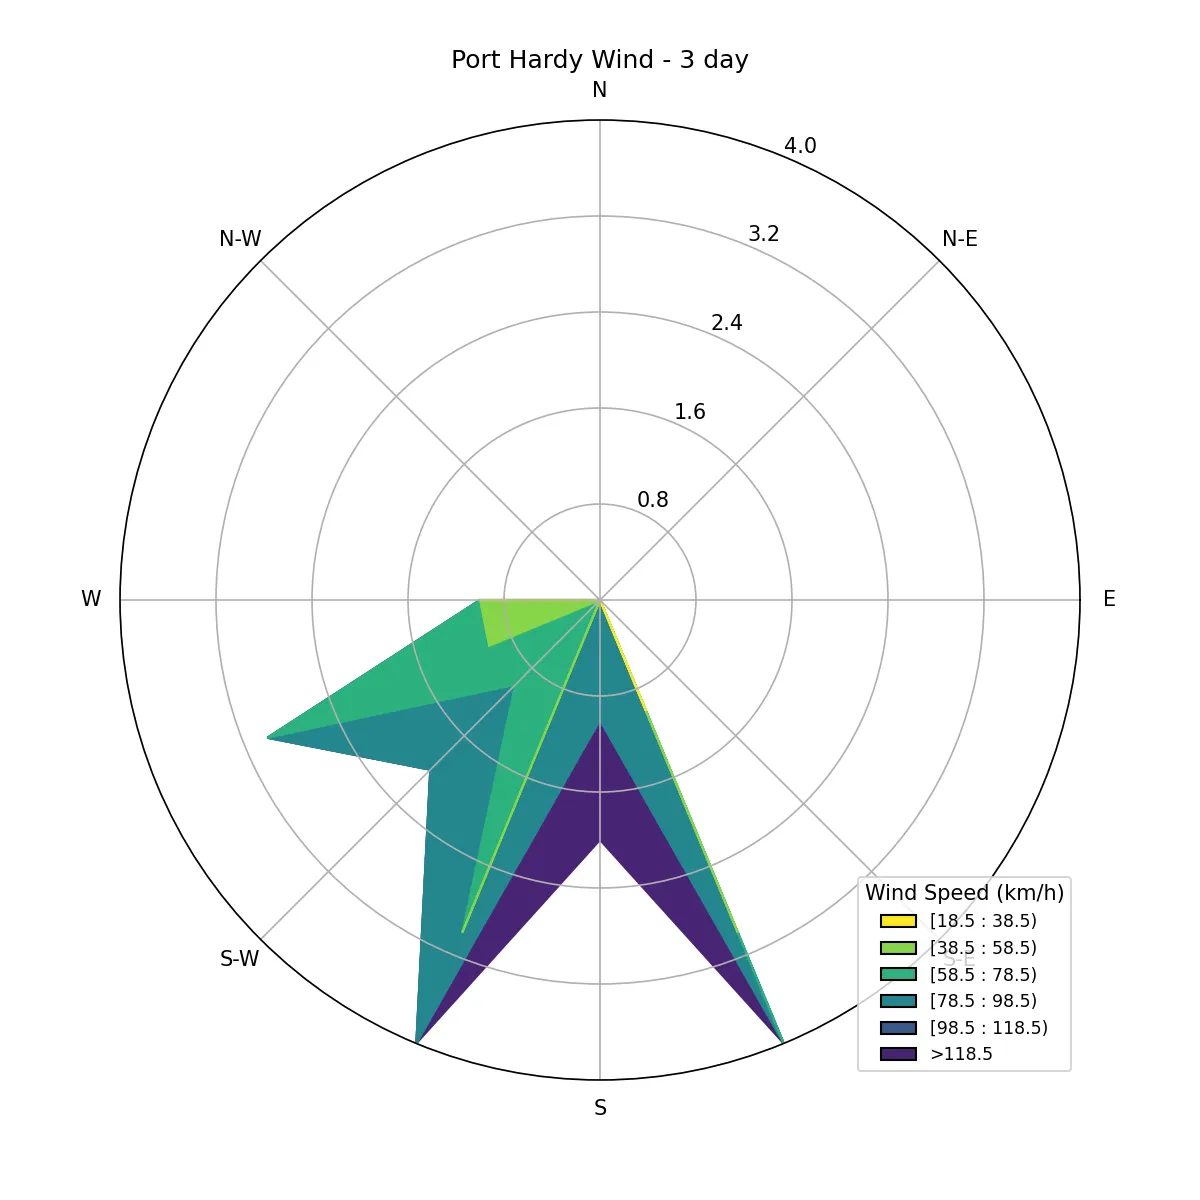 Port Hardy Wind - 3 day
N
4.0
3.2
N-W
N-E
2.4
1.6
0.8
W
E
Wind Speed (km/h)
[18.5 : 38.5)
[38.5 : 58.5)
S-W
S-E
[58.5 : 78.5)
[78.5 : 98.5)
[98.5 : 118.5)
>118.5
S